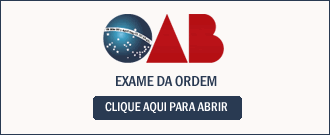 OAB
EXAME DA ORDEM
CLIQUE AQUI PARA ABRIR